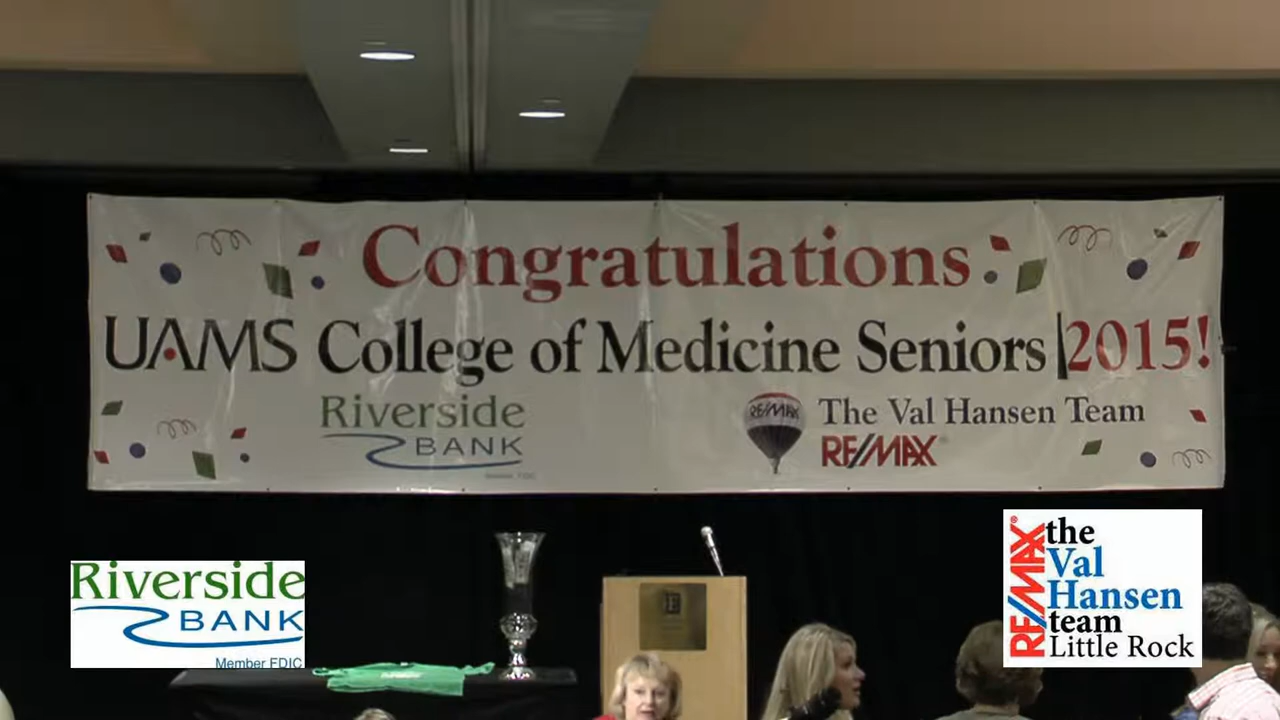 Congratulations
UAMS College of Medicine Seniors 2015!
Riverside
BANK
The Val Hansen Team
RE/MAX
RE/MAX
Riverside
BANK
Member FDIC
RE/MAX
the
Val
Hansen
team
Little Rock
E